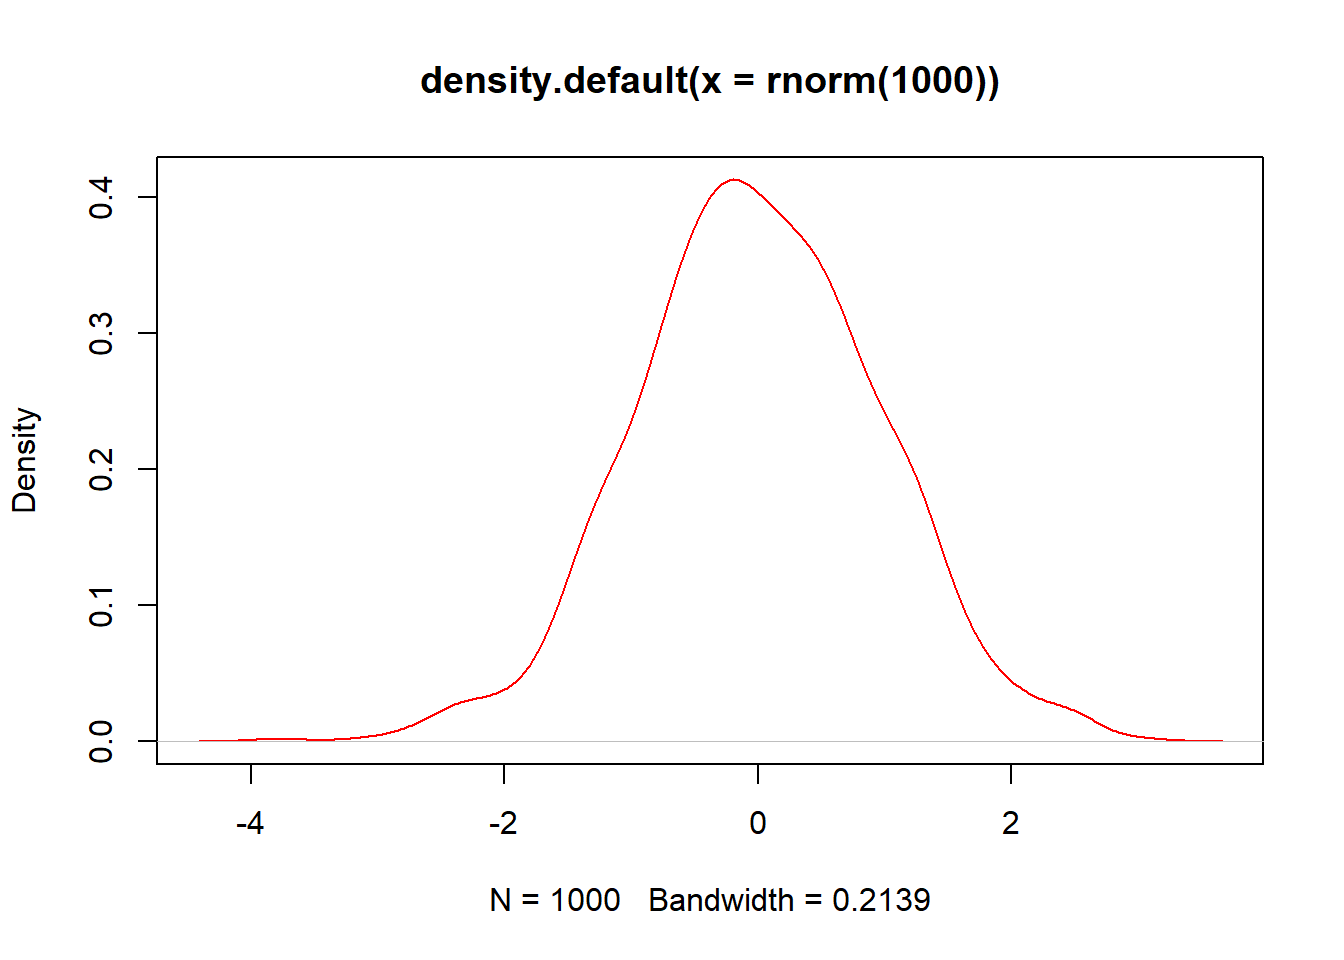 density.default(x = rnorm(1000))
Density
0.4
0.3
0.2
0.1
0.0
-4 -2 0 2
N = 1000   Bandwidth = 0.2139